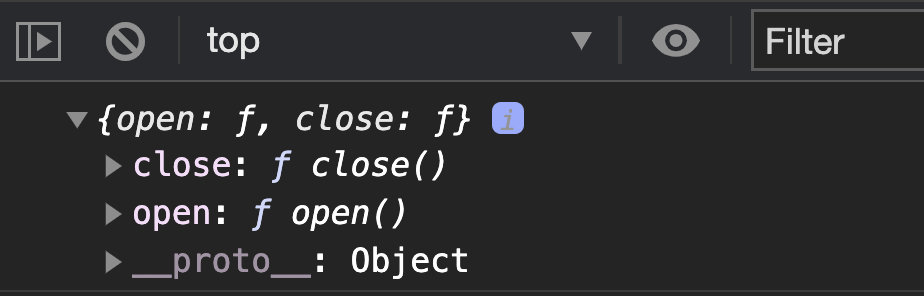 top
Filter
{open: ƒ, close: ƒ} i
close: ƒ close()
open: ƒ open()
__proto__: Object